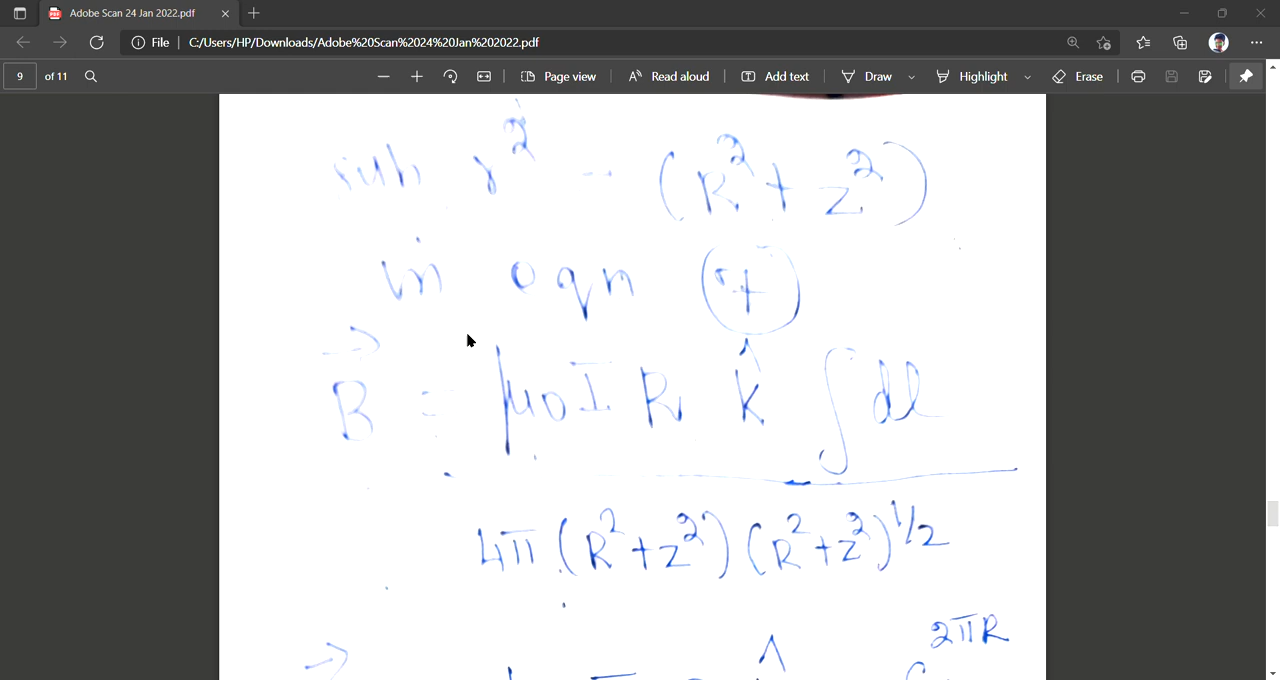 Adobe Scan 24 Jan 2022.pdf
File C:/Users/HP/Downloads/Adobe%20Scan%2024%20Jan%202022.pdf
9 of 11 Page view Read aloud Add text Draw Highlight Erase
sub r² = (R² + z²)
in eqn
B⃗ = μ0 I R k̂ ∫ dl
4π (R² + z²) (R² + z²)^1/2
2πR